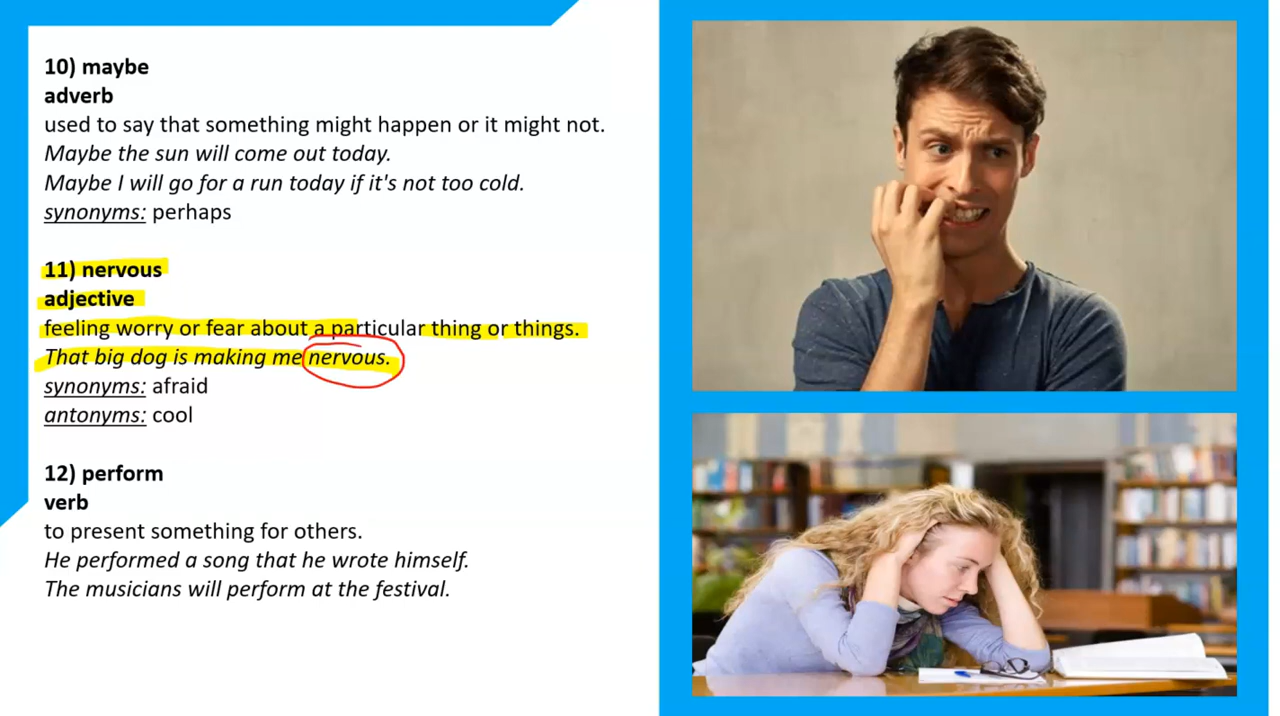 10) maybe
adverb
used to say that something might happen or it might not.
Maybe the sun will come out today.
Maybe I will go for a run today if it's not too cold.
synonyms: perhaps
11) nervous
adjective
feeling worry or fear about a particular thing or things.
That big dog is making me nervous.
synonyms: afraid
antonyms: cool
12) perform
verb
to present something for others.
He performed a song that he wrote himself.
The musicians will perform at the festival.